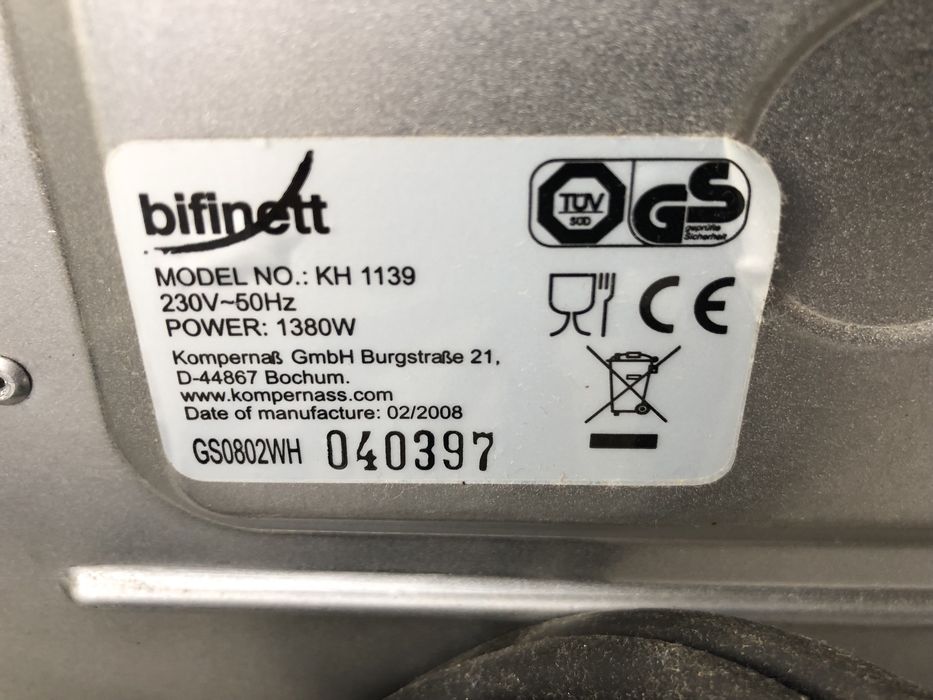 bifinett
MODEL NO.: KH 1139
230V~50Hz
POWER: 1380W
Kompernaß GmbH Burgstraße 21,
D-44867 Bochum.
www.kompernass.com
Date of manufacture: 02/2008
GS0802WH 040397
TÜV
SÜD
GS
geprüfte
Sicherheit
CE